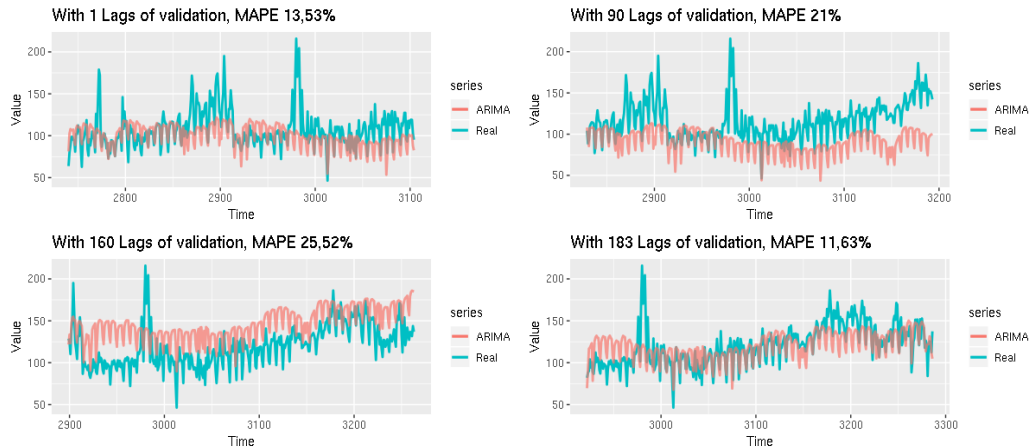 With 1 Lags of validation, MAPE 13,53%
Value
200
150
100
50
2800
2900
3000
3100
Time
series
ARIMA
Real
With 90 Lags of validation, MAPE 21%
Value
200
150
100
50
2900
3000
3100
3200
Time
series
ARIMA
Real
With 160 Lags of validation, MAPE 25,52%
Value
200
150
100
50
2900
3000
3100
3200
Time
series
ARIMA
Real
With 183 Lags of validation, MAPE 11,63%
Value
200
150
100
50
3000
3100
3200
3300
Time
series
ARIMA
Real